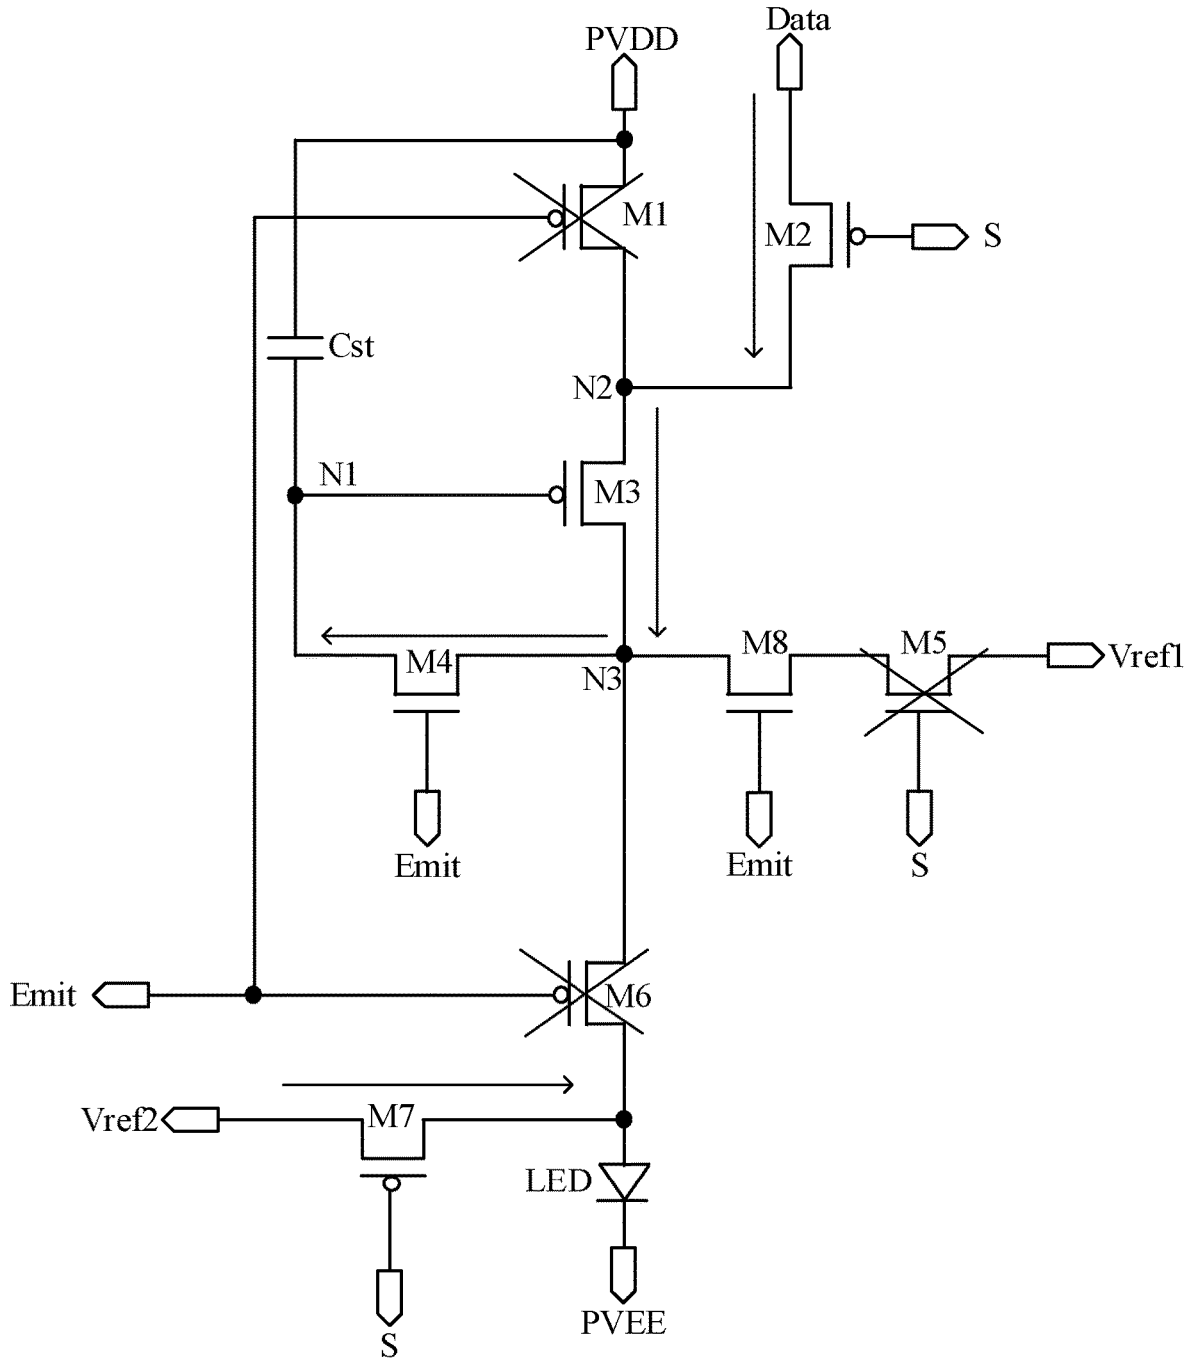 Data
PVDD
M1
M2
S
Cst
N2
N1
M3
M8
M5
M4
Vref1
N3
Emit
Emit
S
Emit
M6
Vref2
M7
LED
PVEE
S